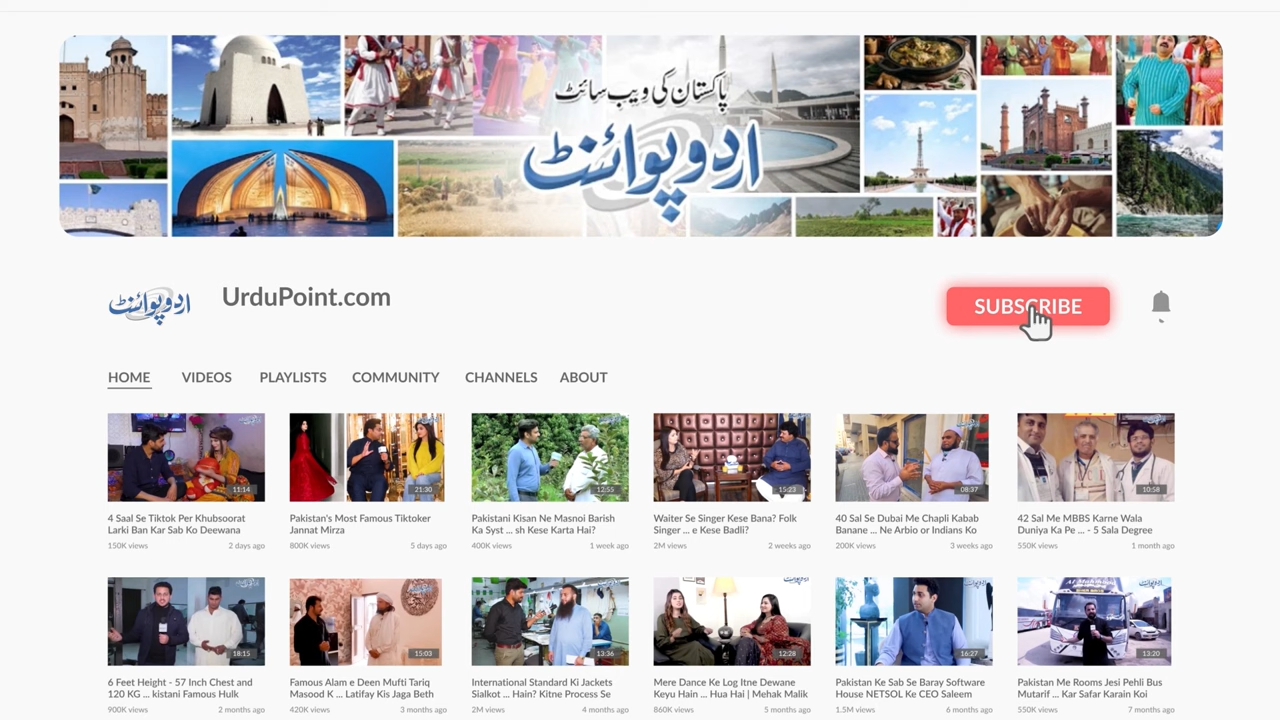 پاکستان کی ویب سائٹ
اردو پوائنٹ
اردو پوائنٹ
UrduPoint.com
SUBSCRIBE
HOME VIDEOS PLAYLISTS COMMUNITY CHANNELS ABOUT
11:14 21:30 12:55 15:23 08:37 10:58
4 Saal Se Tiktok Per Khubsoorat
Larki Ban Kar Sab Ko Deewana
150K views 2 days ago
Pakistan's Most Famous Tiktoker
Jannat Mirza
800K views 5 days ago
Pakistani Kisan Ne Masnoi Barish
Ka Syst ... sh Kese Karta Hai?
400K views 1 week ago
Waiter Se Singer Kese Bana? Folk
Singer ... e Kese Badli?
2M views 2 weeks ago
40 Sal Se Dubai Me Chapli Kabab
Banane ... Ne Arbio or Indians Ko
200K views 3 weeks ago
42 Sal Me MBBS Karne Wala
Duniya Ka Pe ... - 5 Sala Degree
550K views 1 month ago
18:15 15:03 13:36 12:28 16:27 13:20
6 Feet Height - 57 Inch Chest and
120 KG ... kistani Famous Hulk
900K views 2 months ago
Famous Alam e Deen Mufti Tariq
Masood K ... Latifay Kis Jaga Beth
420K views 3 months ago
International Standard Ki Jackets
Sialkot ... Hain? Kitne Process Se
2M views 4 months ago
Mere Dance Ke Log Itne Dewane
Keyu Hain ... Hua Hai | Mehak Malik
860K views 5 months ago
Pakistan Ke Sab Se Baray Software
House NETSOL Ke CEO Saleem
1.5M views 6 months ago
Pakistan Me Rooms Jesi Pehli Bus
Mutarif ... Kar Safar Karain Koi
550K views 7 months ago